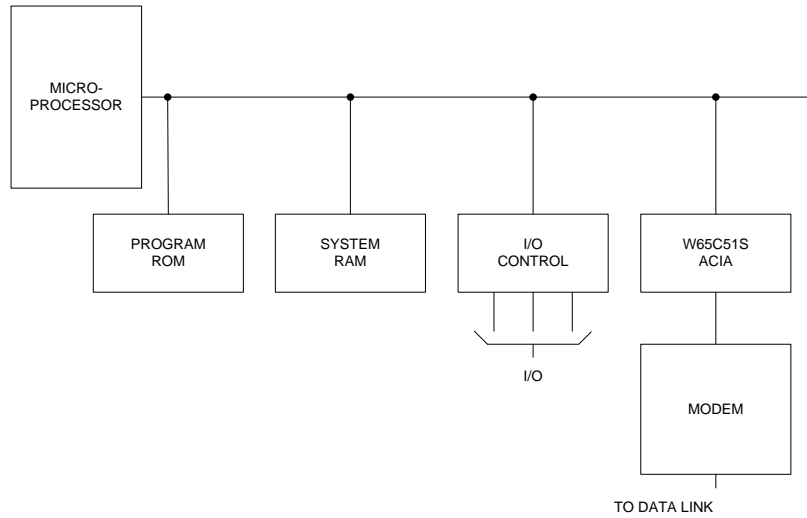 MICRO-
PROCESSOR
PROGRAM
ROM
SYSTEM
RAM
I/O
CONTROL
W65C51S
ACIA
I/O
MODEM
TO DATA LINK